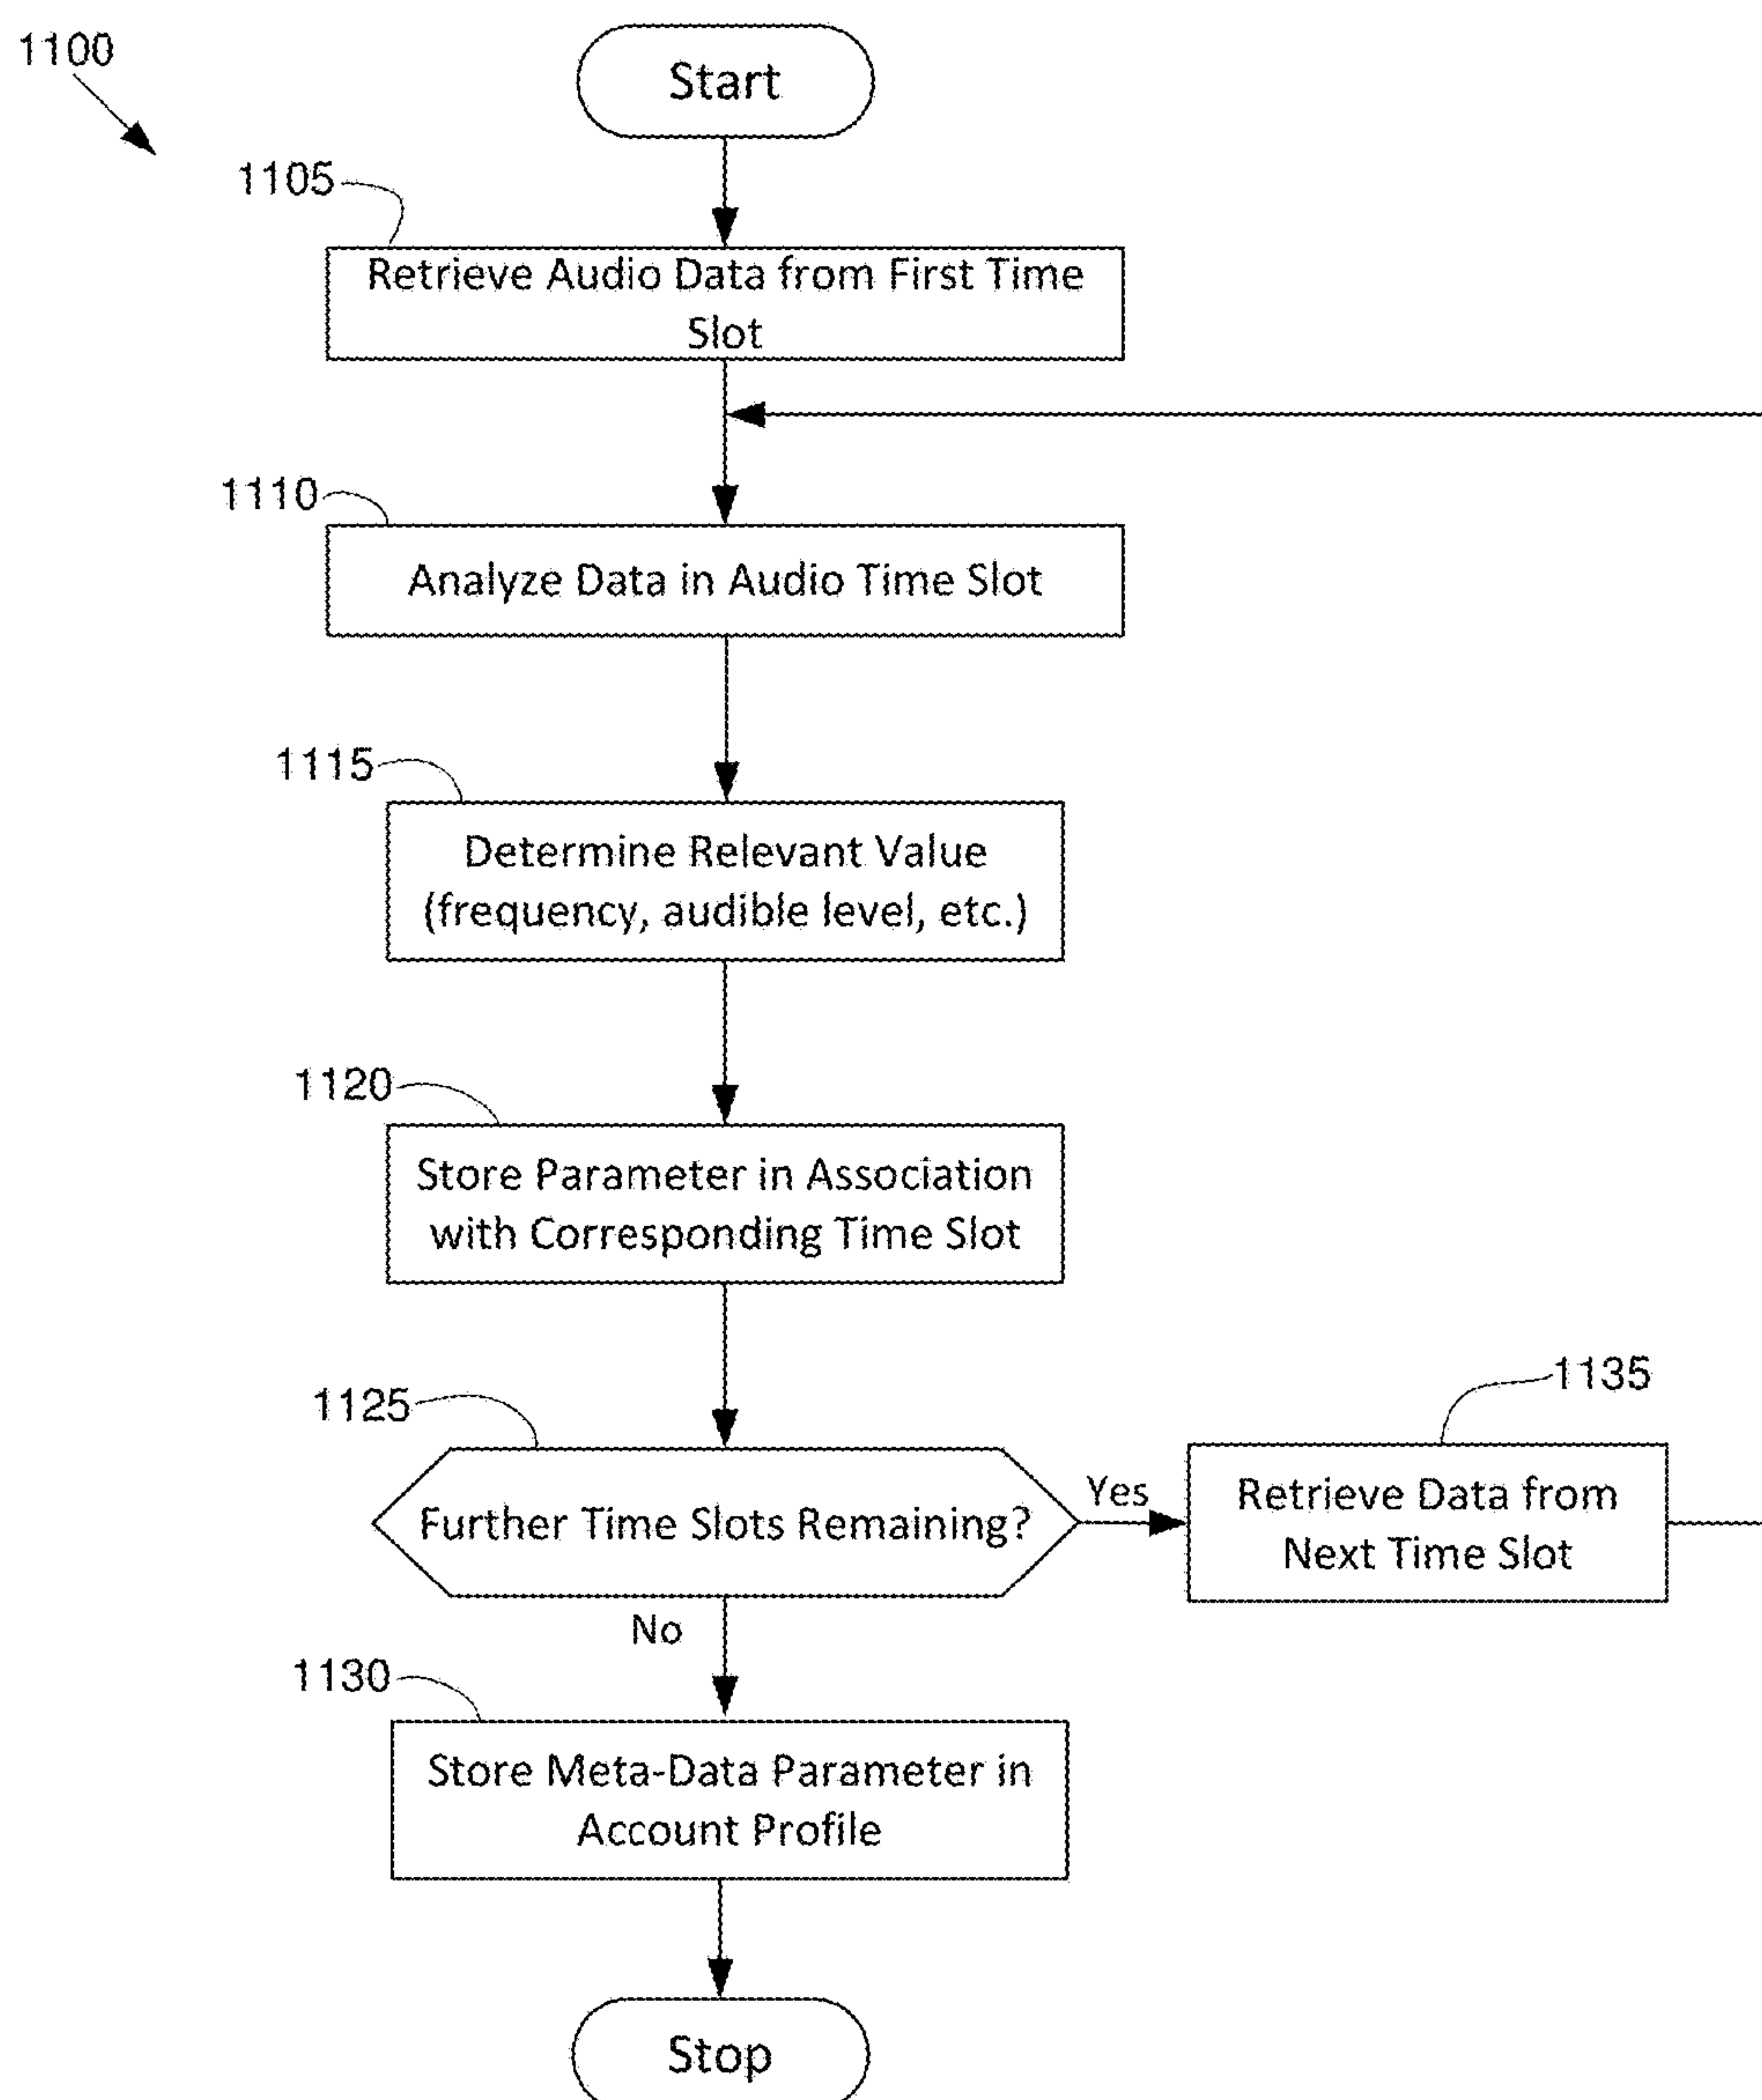 1100
Start
1105
Retrieve Audio Data from First Time
Slot
1110
Analyze Data in Audio Time Slot
1115
Determine Relevant Value
(frequency, audible level, etc.)
1120
Store Parameter in Association
with Corresponding Time Slot
1125
Further Time Slots Remaining?
Yes
1135
Retrieve Data from
Next Time Slot
No
1130
Store Meta-Data Parameter in
Account Profile
Stop